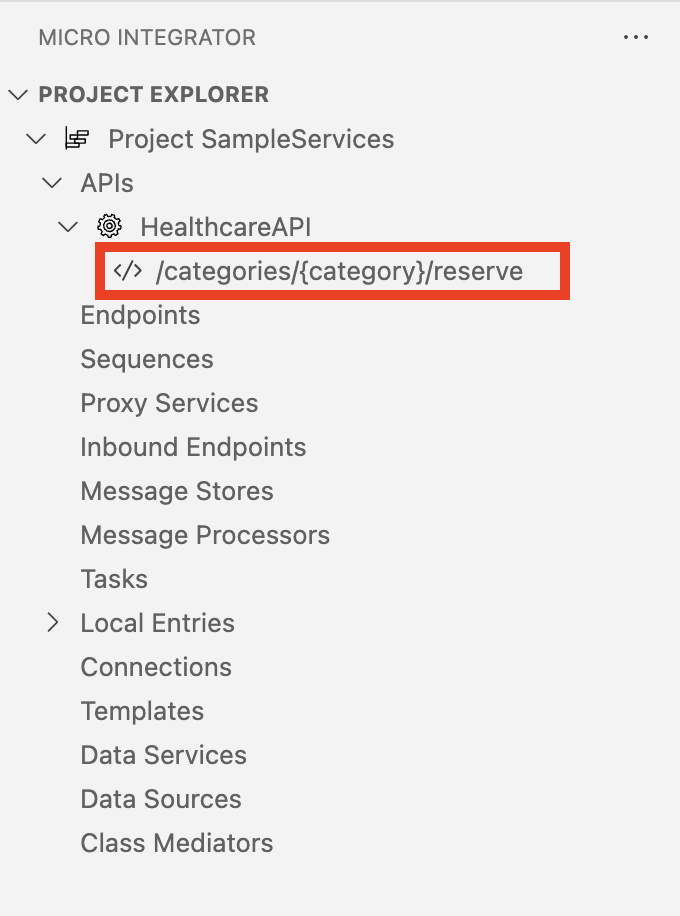 MICRO INTEGRATOR
PROJECT EXPLORER
Project SampleServices
APIs
HealthcareAPI
</> /categories/{category}/reserve
Endpoints
Sequences
Proxy Services
Inbound Endpoints
Message Stores
Message Processors
Tasks
Local Entries
Connections
Templates
Data Services
Data Sources
Class Mediators